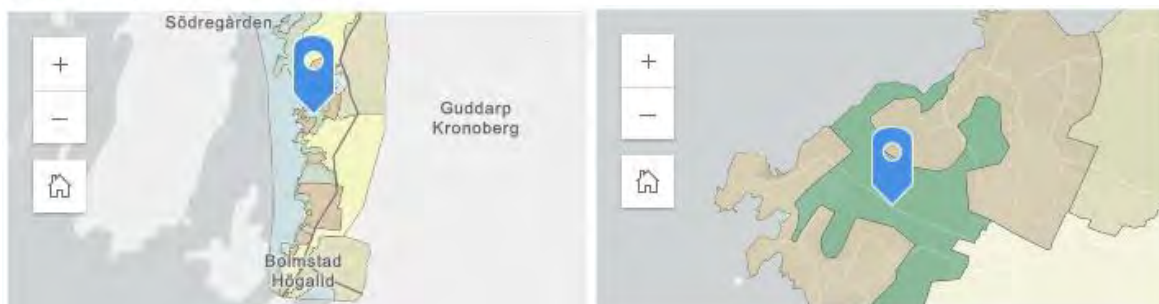 Södregården
+
−
Guddarp
Kronoberg
Bolmstad
Högalid
+
−